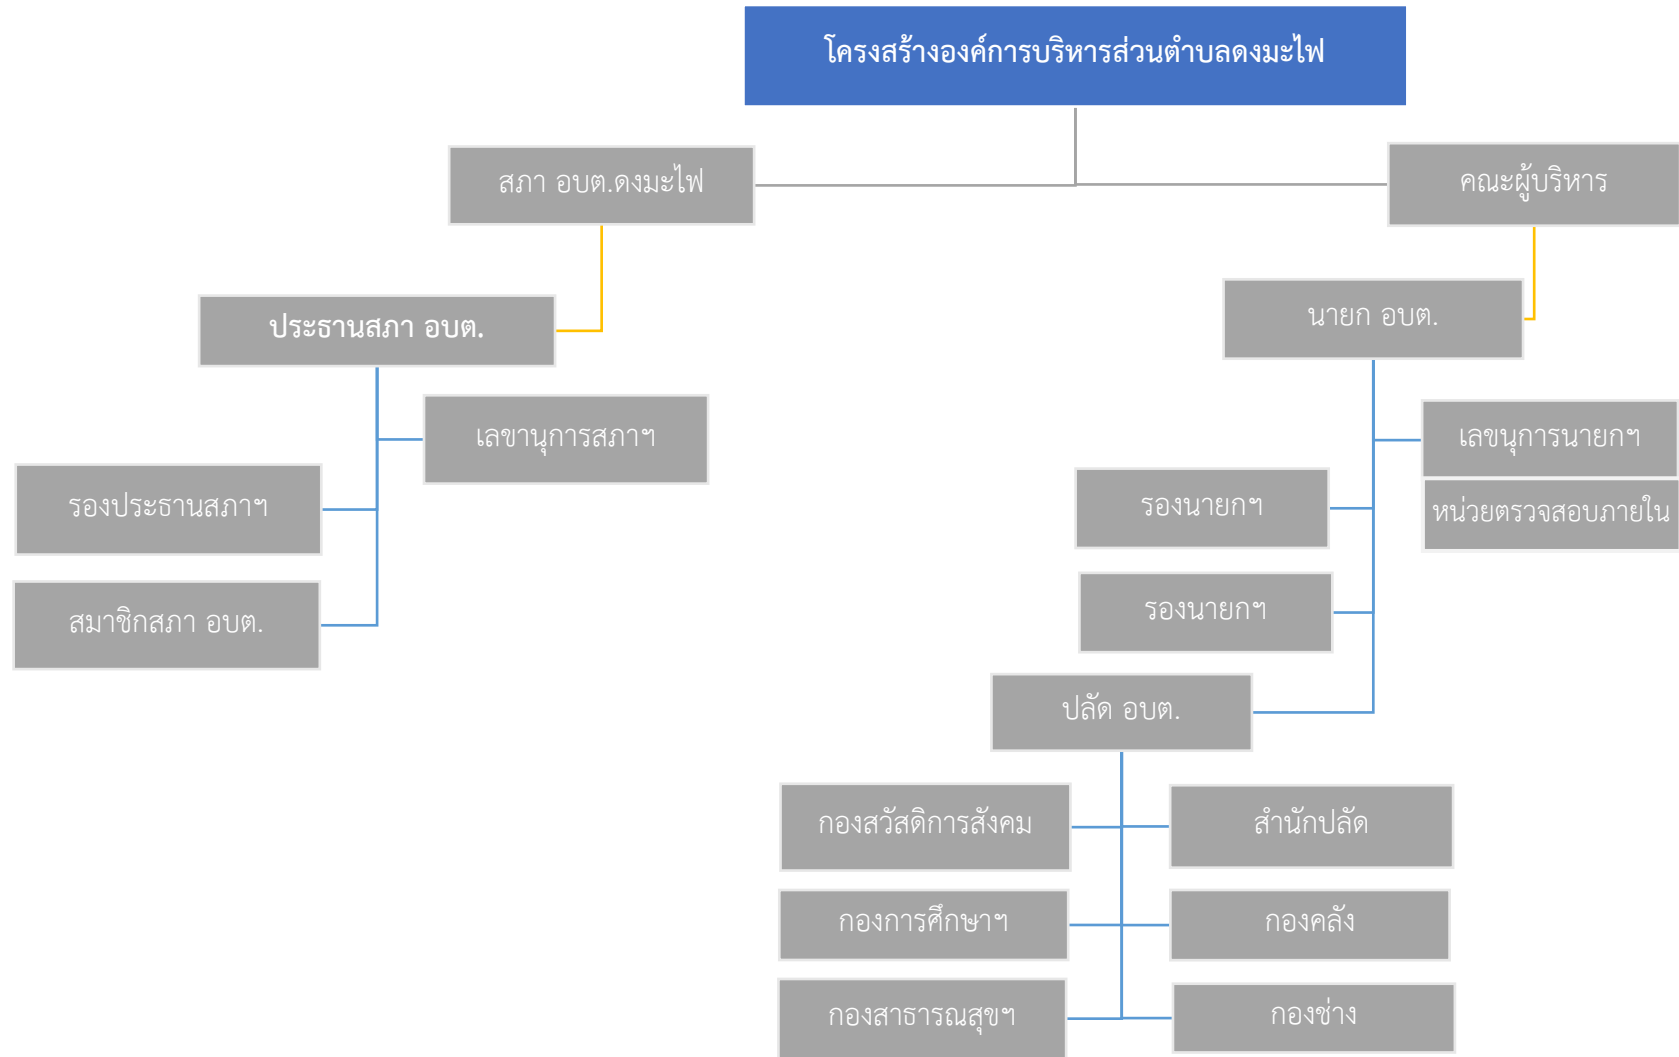 โครงสร้างองค์การบริหารส่วนตำบลดงมะไฟ
สภา อบต.ดงมะไฟ
คณะผู้บริหาร
ประธานสภา อบต.
นายก อบต.
เลขานุการสภาฯ
เลขนุการนายกฯ
รองประธานสภาฯ
รองนายกฯ
หน่วยตรวจสอบภายใน
สมาชิกสภา อบต.
รองนายกฯ
ปลัด อบต.
กองสวัสดิการสังคม
สำนักปลัด
กองการศึกษาฯ
กองคลัง
กองสาธารณสุขฯ
กองช่าง